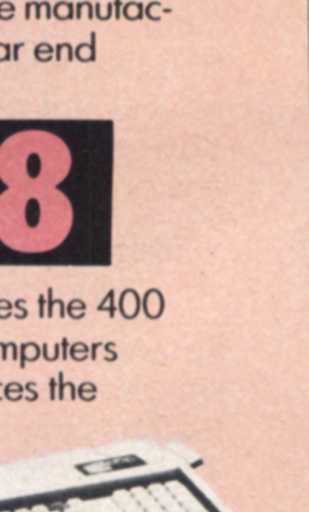 e manufac-
ar end
8
es the 400
mputers
ces the